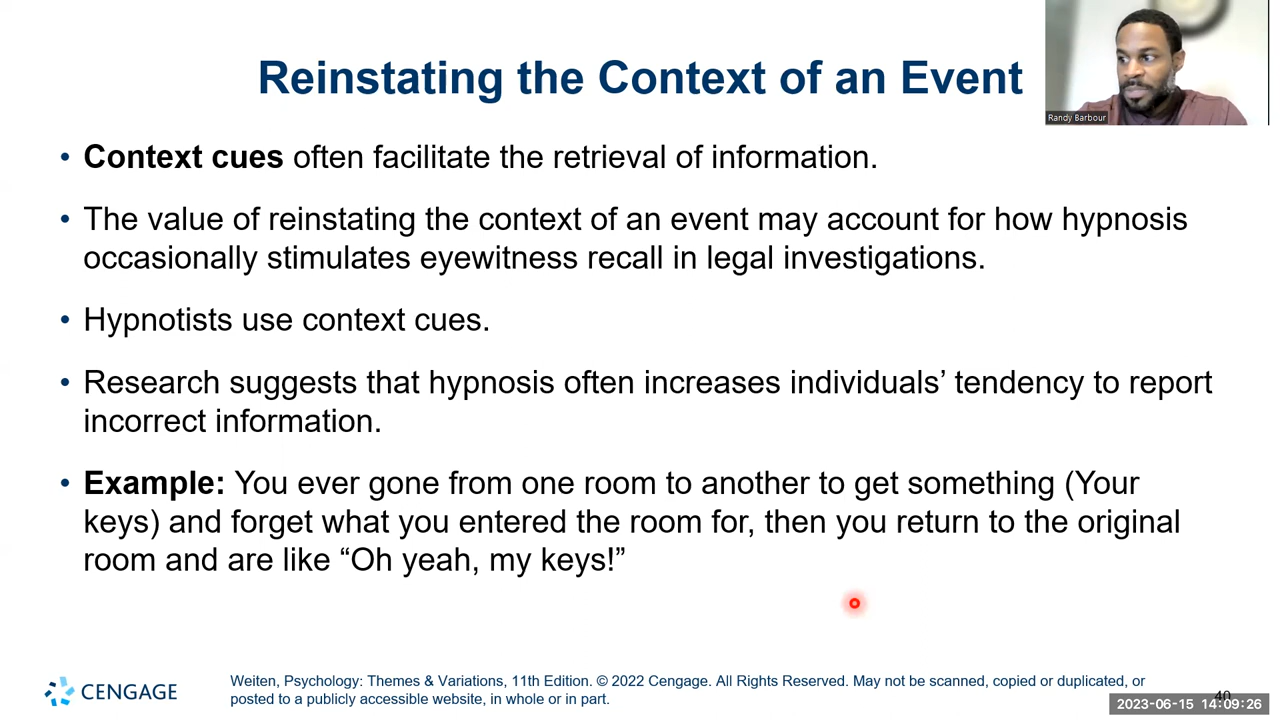 Reinstating the Context of an Event
Randy Barbour
• Context cues often facilitate the retrieval of information.
• The value of reinstating the context of an event may account for how hypnosis
occasionally stimulates eyewitness recall in legal investigations.
• Hypnotists use context cues.
• Research suggests that hypnosis often increases individuals’ tendency to report
incorrect information.
• Example: You ever gone from one room to another to get something (Your
keys) and forget what you entered the room for, then you return to the original
room and are like “Oh yeah, my keys!”
CENGAGE
Weiten, Psychology: Themes & Variations, 11th Edition. © 2022 Cengage. All Rights Reserved. May not be scanned, copied or duplicated, or
posted to a publicly accessible website, in whole or in part.
40
2023-06-15 14:09:26